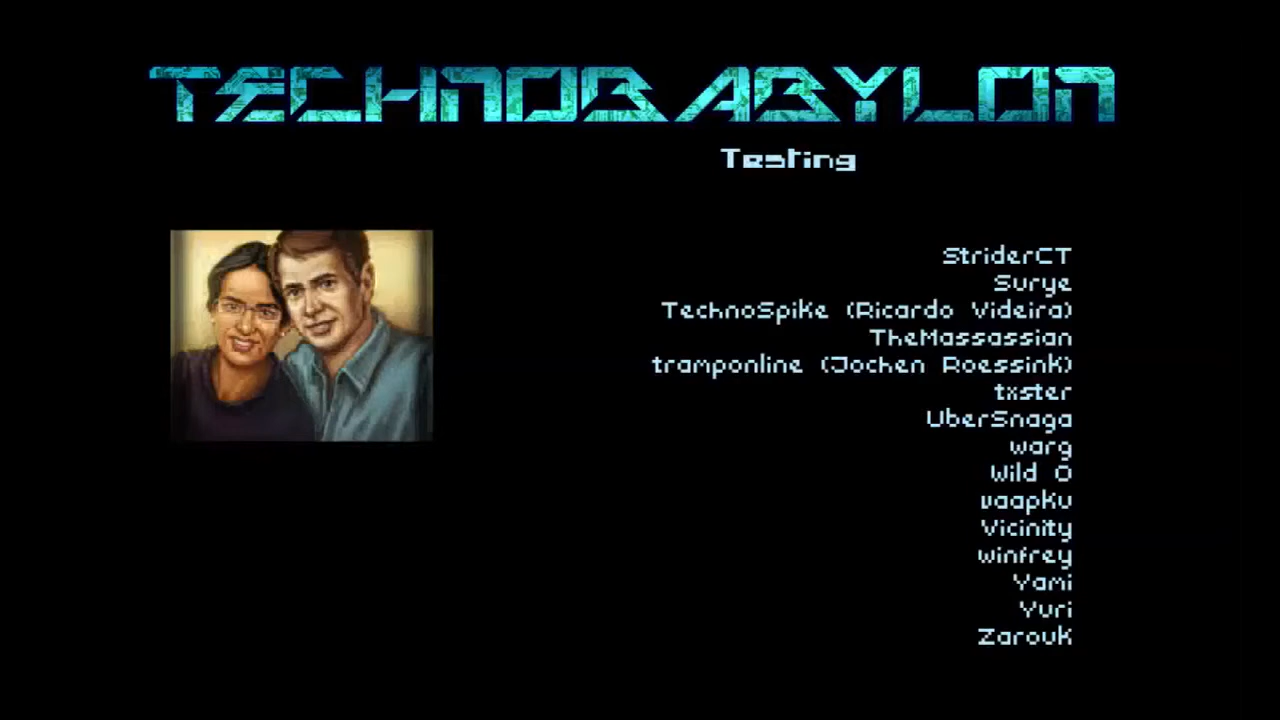 TECHNOBABYLON
Testing
StriderCT
Surye
TechnoSpike (Ricardo Videira)
TheMassassian
tramponline (Jochen Roessink)
txster
UberSnaga
warg
Wild O
vaapku
Vicinity
winfrey
Yami
Yuri
Zarouk